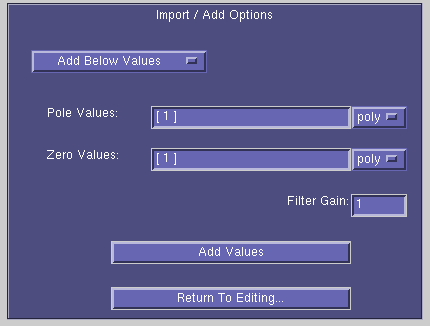 Import / Add Options
Add Below Values
Pole Values: [ 1 ] poly
Zero Values: [ 1 ] poly
Filter Gain: 1
Add Values
Return To Editing...